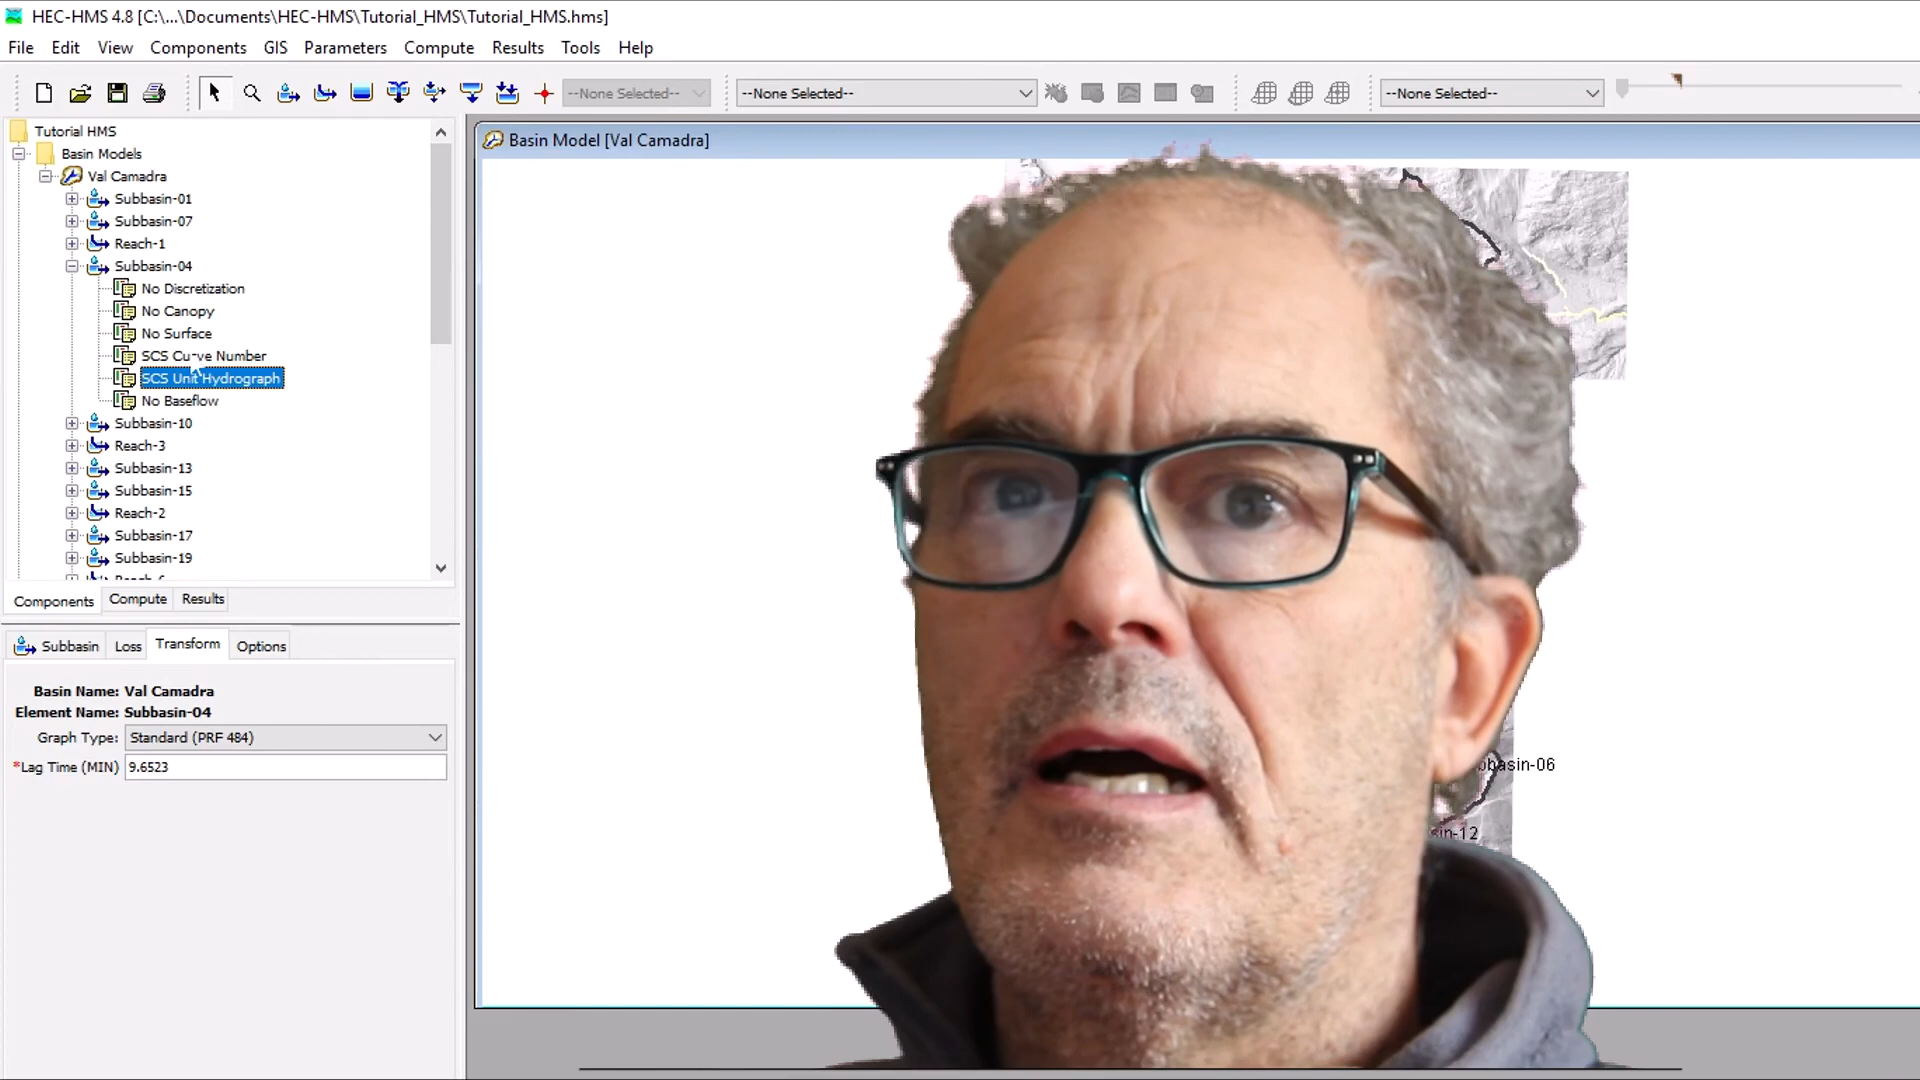 HEC-HMS 4.8 [C:\...\Documents\HEC-HMS\Tutorial_HMS\Tutorial_HMS.hms]
File Edit View Components GIS Parameters Compute Results Tools Help
--None Selected-- --None Selected-- --None Selected--
Tutorial HMS
Basin Models
Val Camadra
Subbasin-01
Subbasin-07
Reach-1
Subbasin-04
No Discretization
No Canopy
No Surface
SCS Curve Number
SCS Unit Hydrograph
No Baseflow
Subbasin-10
Reach-3
Subbasin-13
Subbasin-15
Reach-2
Subbasin-17
Subbasin-19
Components Compute Results
Subbasin Loss Transform Options
Basin Name: Val Camadra
Element Name: Subbasin-04
Graph Type: Standard (PRF 484)
*Lag Time (MIN) 9.6523
Basin Model [Val Camadra]
bbasin-06
sin-12